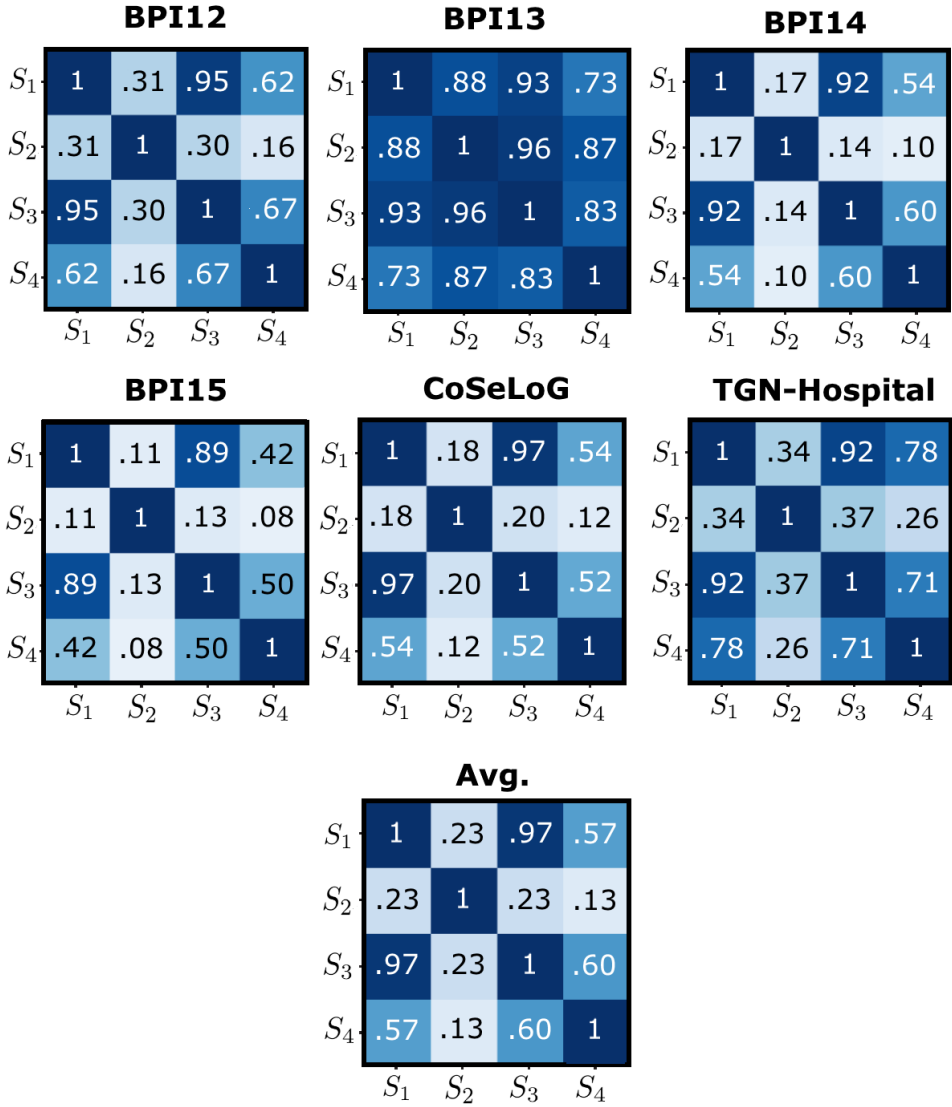 BPI12 BPI13 BPI14
S1 1 .31 .95 .62 S1 1 .88 .93 .73 S1 1 .17 .92 .54
S2 .31 1 .30 .16 S2 .88 1 .96 .87 S2 .17 1 .14 .10
S3 .95 .30 1 .67 S3 .93 .96 1 .83 S3 .92 .14 1 .60
S4 .62 .16 .67 1 S4 .73 .87 .83 1 S4 .54 .10 .60 1
S1 S2 S3 S4 S1 S2 S3 S4 S1 S2 S3 S4
BPI15 CoSeLoG TGN-Hospital
S1 1 .11 .89 .42 S1 1 .18 .97 .54 S1 1 .34 .92 .78
S2 .11 1 .13 .08 S2 .18 1 .20 .12 S2 .34 1 .37 .26
S3 .89 .13 1 .50 S3 .97 .20 1 .52 S3 .92 .37 1 .71
S4 .42 .08 .50 1 S4 .54 .12 .52 1 S4 .78 .26 .71 1
S1 S2 S3 S4 S1 S2 S3 S4 S1 S2 S3 S4
Avg.
S1 1 .23 .97 .57
S2 .23 1 .23 .13
S3 .97 .23 1 .60
S4 .57 .13 .60 1
S1 S2 S3 S4